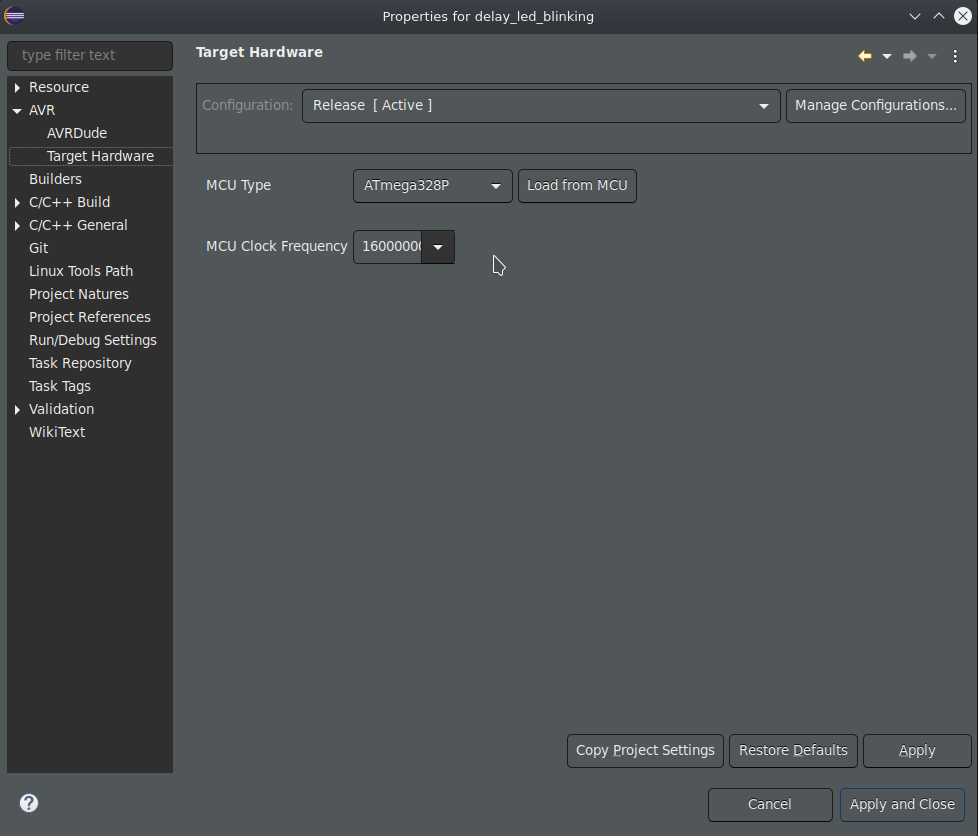 Properties for delay_led_blinking
type filter text
Resource
AVR
AVRDude
Target Hardware
Builders
C/C++ Build
C/C++ General
Git
Linux Tools Path
Project Natures
Project References
Run/Debug Settings
Task Repository
Task Tags
Validation
WikiText
Target Hardware
Configuration: Release [ Active ] Manage Configurations...
MCU Type ATmega328P Load from MCU
MCU Clock Frequency 16000000
Copy Project Settings Restore Defaults Apply
? Cancel Apply and Close